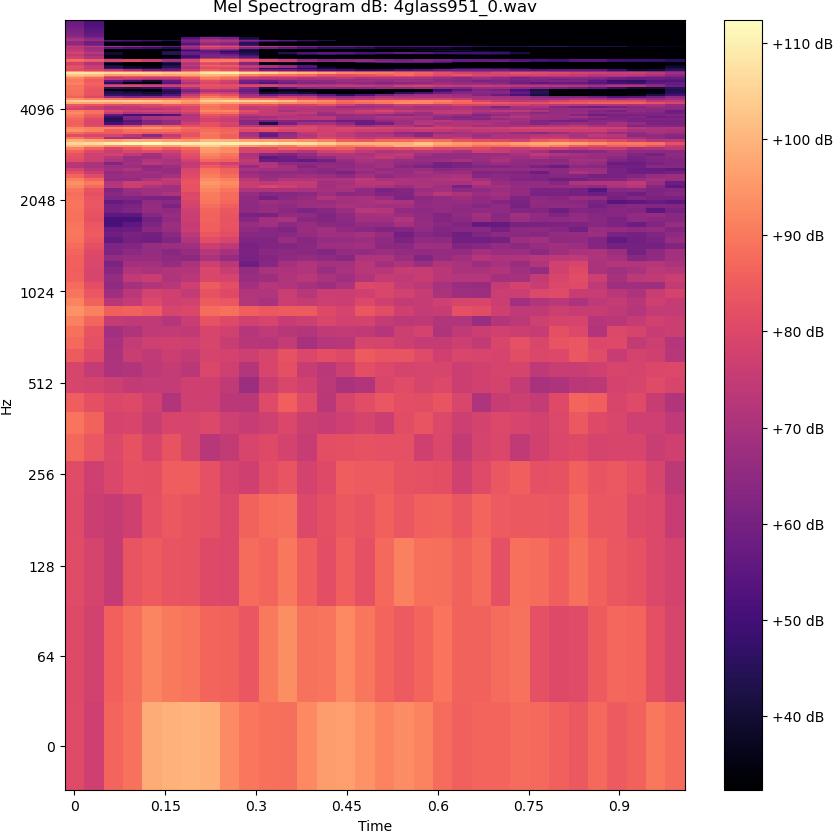 Mel Spectrogram dB: 4glass951_0.wav
+110 dB
4096
+100 dB
2048
+90 dB
1024
+80 dB
512
Hz
+70 dB
256
+60 dB
128
+50 dB
64
+40 dB
0
0 0.15 0.3 0.45 0.6 0.75 0.9
Time